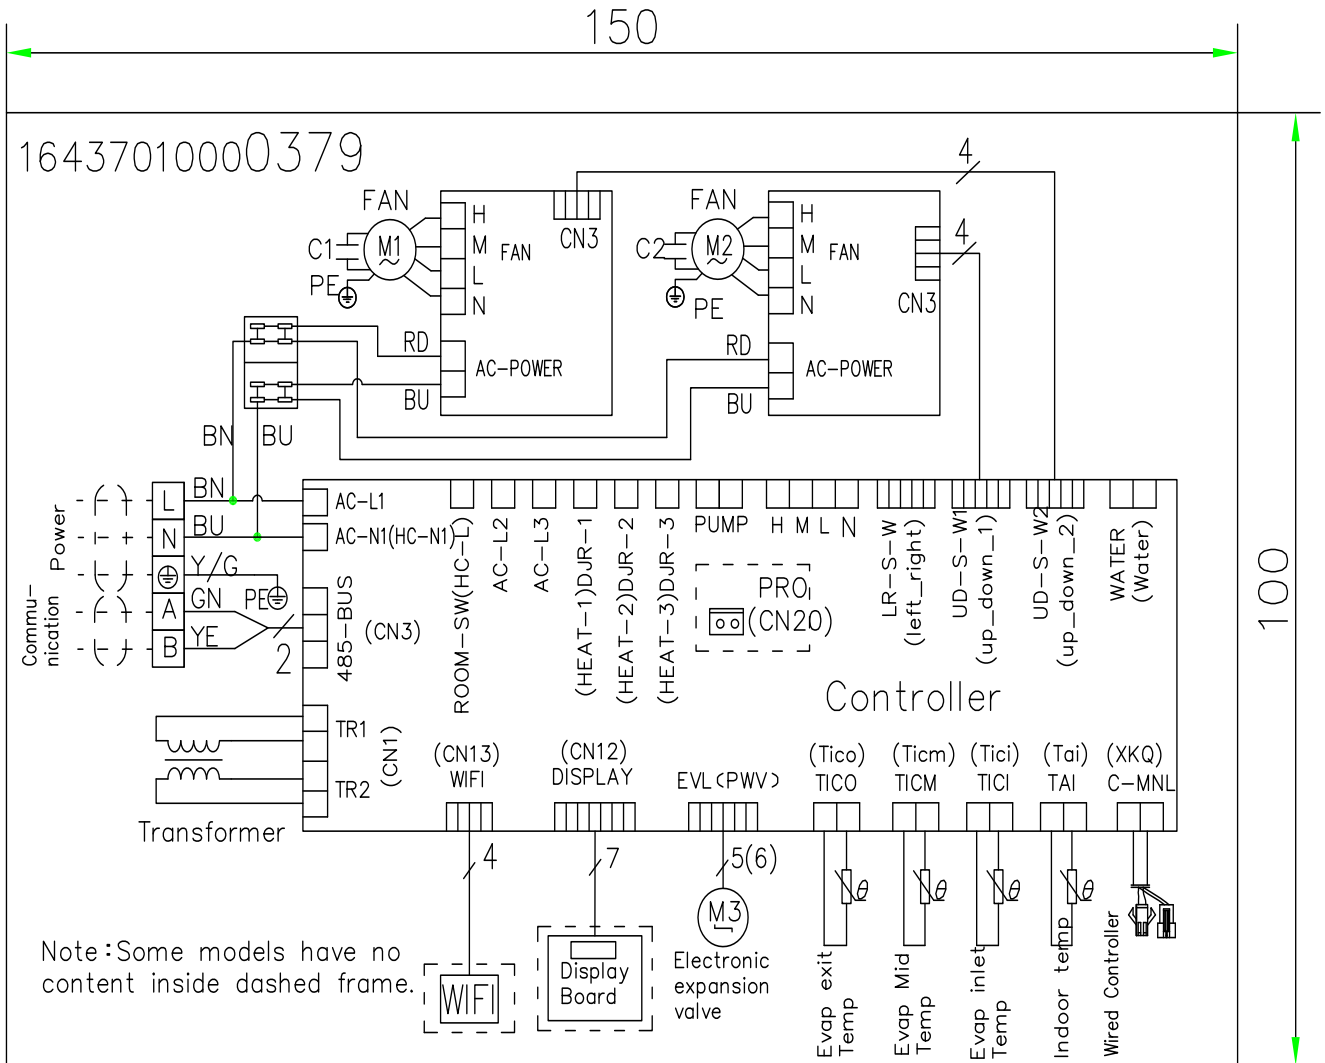 150
16437010000379
100
4
4
FAN
C1
M1
PE
H
M
L
N
FAN
CN3
RD
BU
AC-POWER
FAN
C2
M2
PE
H
M
L
N
FAN
CN3
RD
BU
AC-POWER
BN
BU
Power
Commu-
nication
L
N
A
B
BN
BU
Y/G
GN
YE
PE
2
AC-L1
AC-N1(HC-N1)
485-BUS
(CN3)
ROOM-SW(HC-L)
AC-L2
AC-L3
(HEAT-1)DJR-1
(HEAT-2)DJR-2
(HEAT-3)DJR-3
PUMP
H M L N
LR-S-W
(left_right)
UD-S-W1
(up_down_1)
UD-S-W2
(up_down_2)
WATER
(Water)
PRO
(CN20)
Controller
TR1
TR2
(CN1)
Transformer
(CN13)
WIFI
(CN12)
DISPLAY
EVL(PWV)
(Tico)
TICO
(Ticm)
TICM
(Tici)
TICI
(Tai)
TAI
(XKQ)
C-MNL
4
7
5(6)
M3
θ
θ
θ
θ
Electronic
expansion
valve
WIFI
Display
Board
Evap exit
Temp
Evap Mid
Temp
Evap inlet
Temp
Indoor temp
Wired Controller
Note:Some models have no
content inside dashed frame.